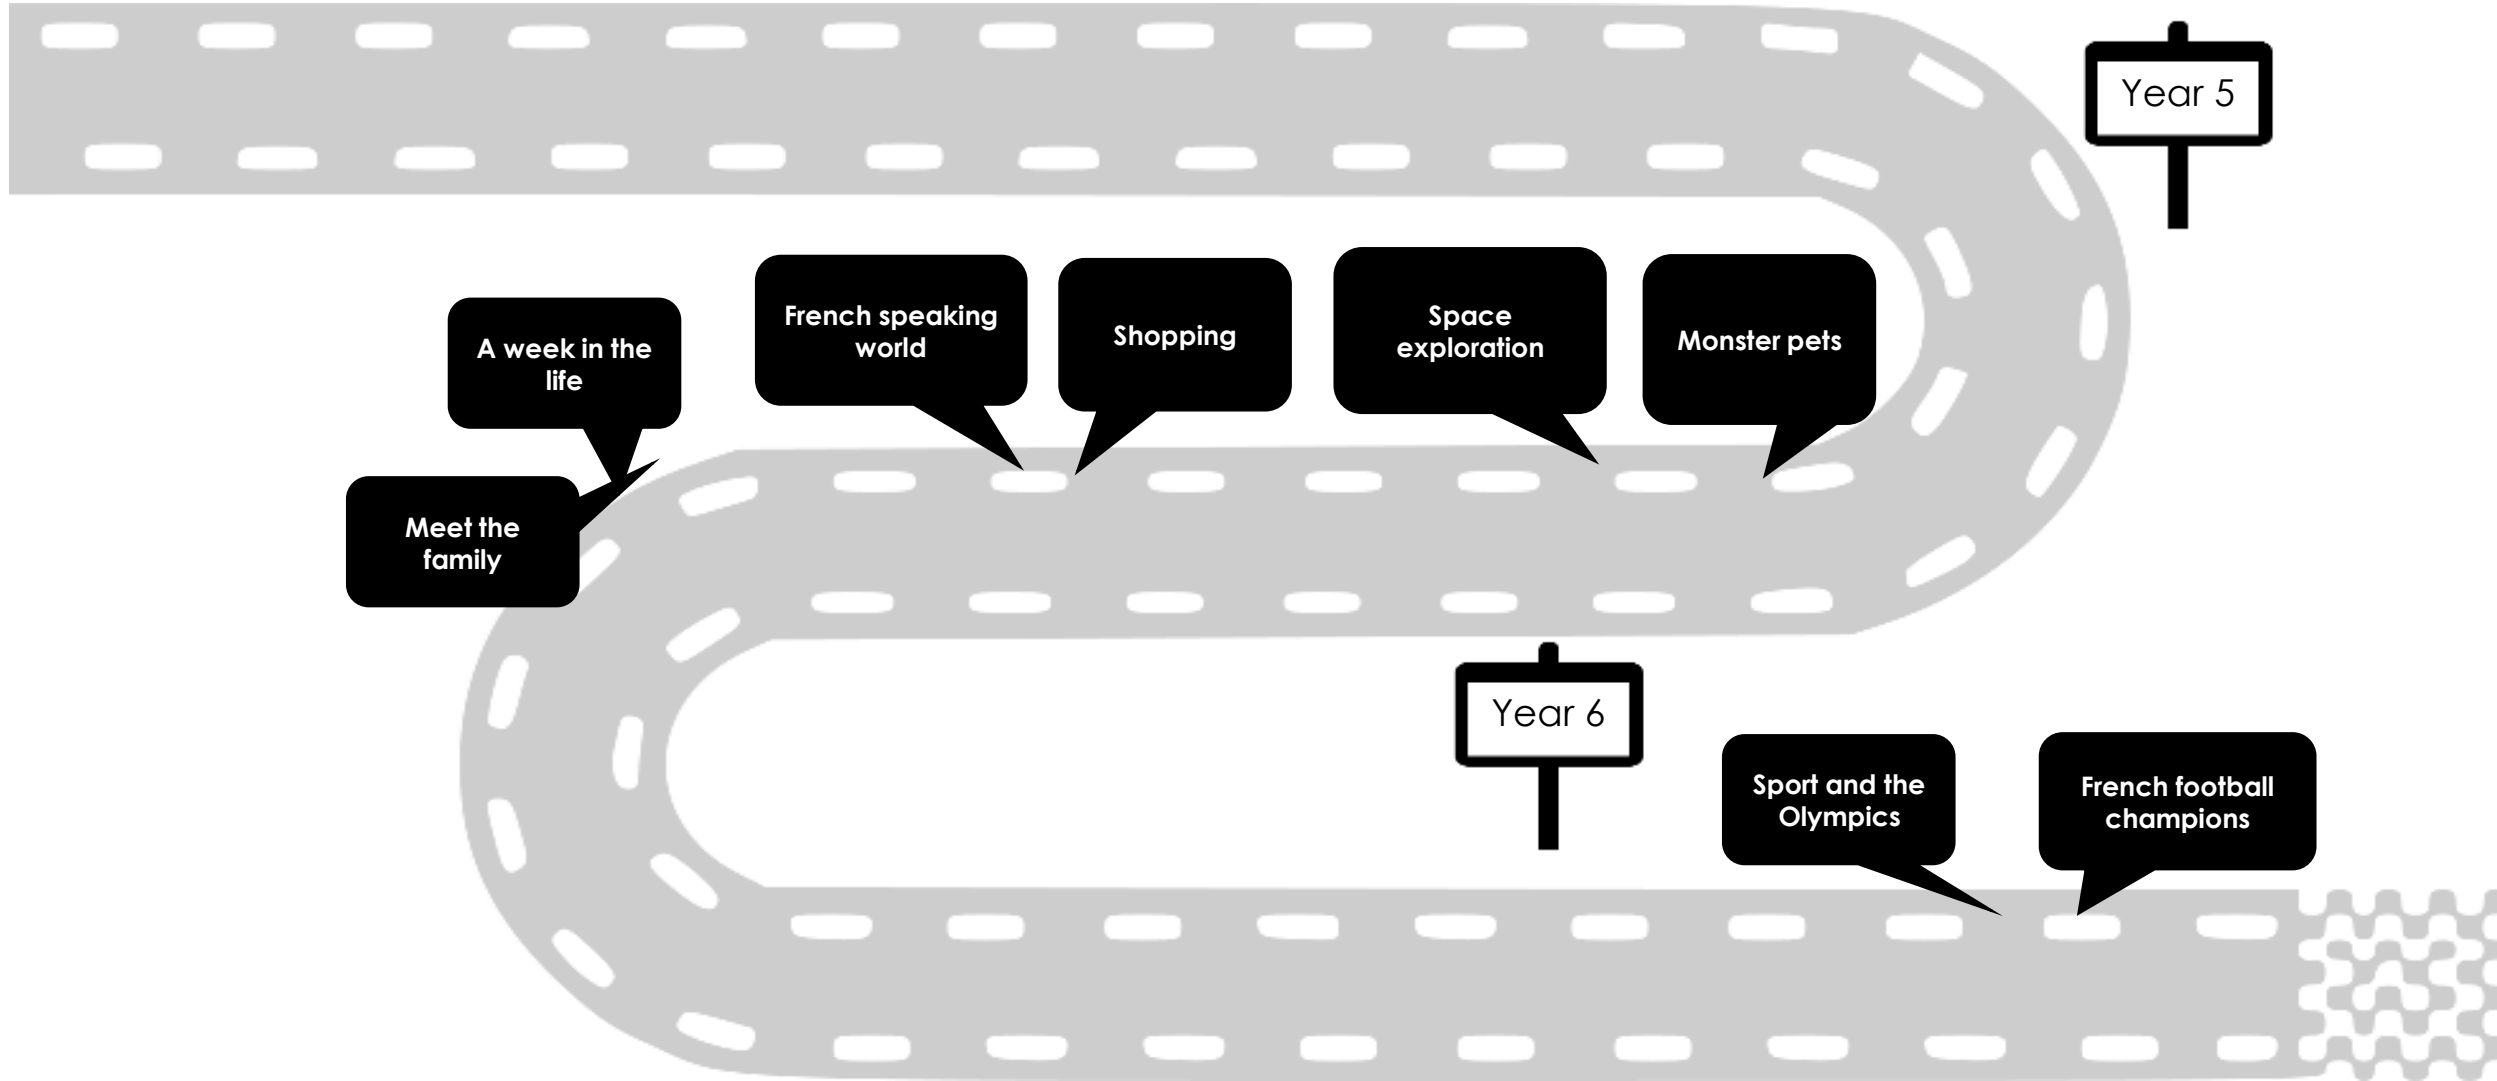 Year 5
French speaking
world
Shopping
Space
exploration
Monster pets
A week in the
life
Meet the
family
Year 6
Sport and the
Olympics
French football
champions